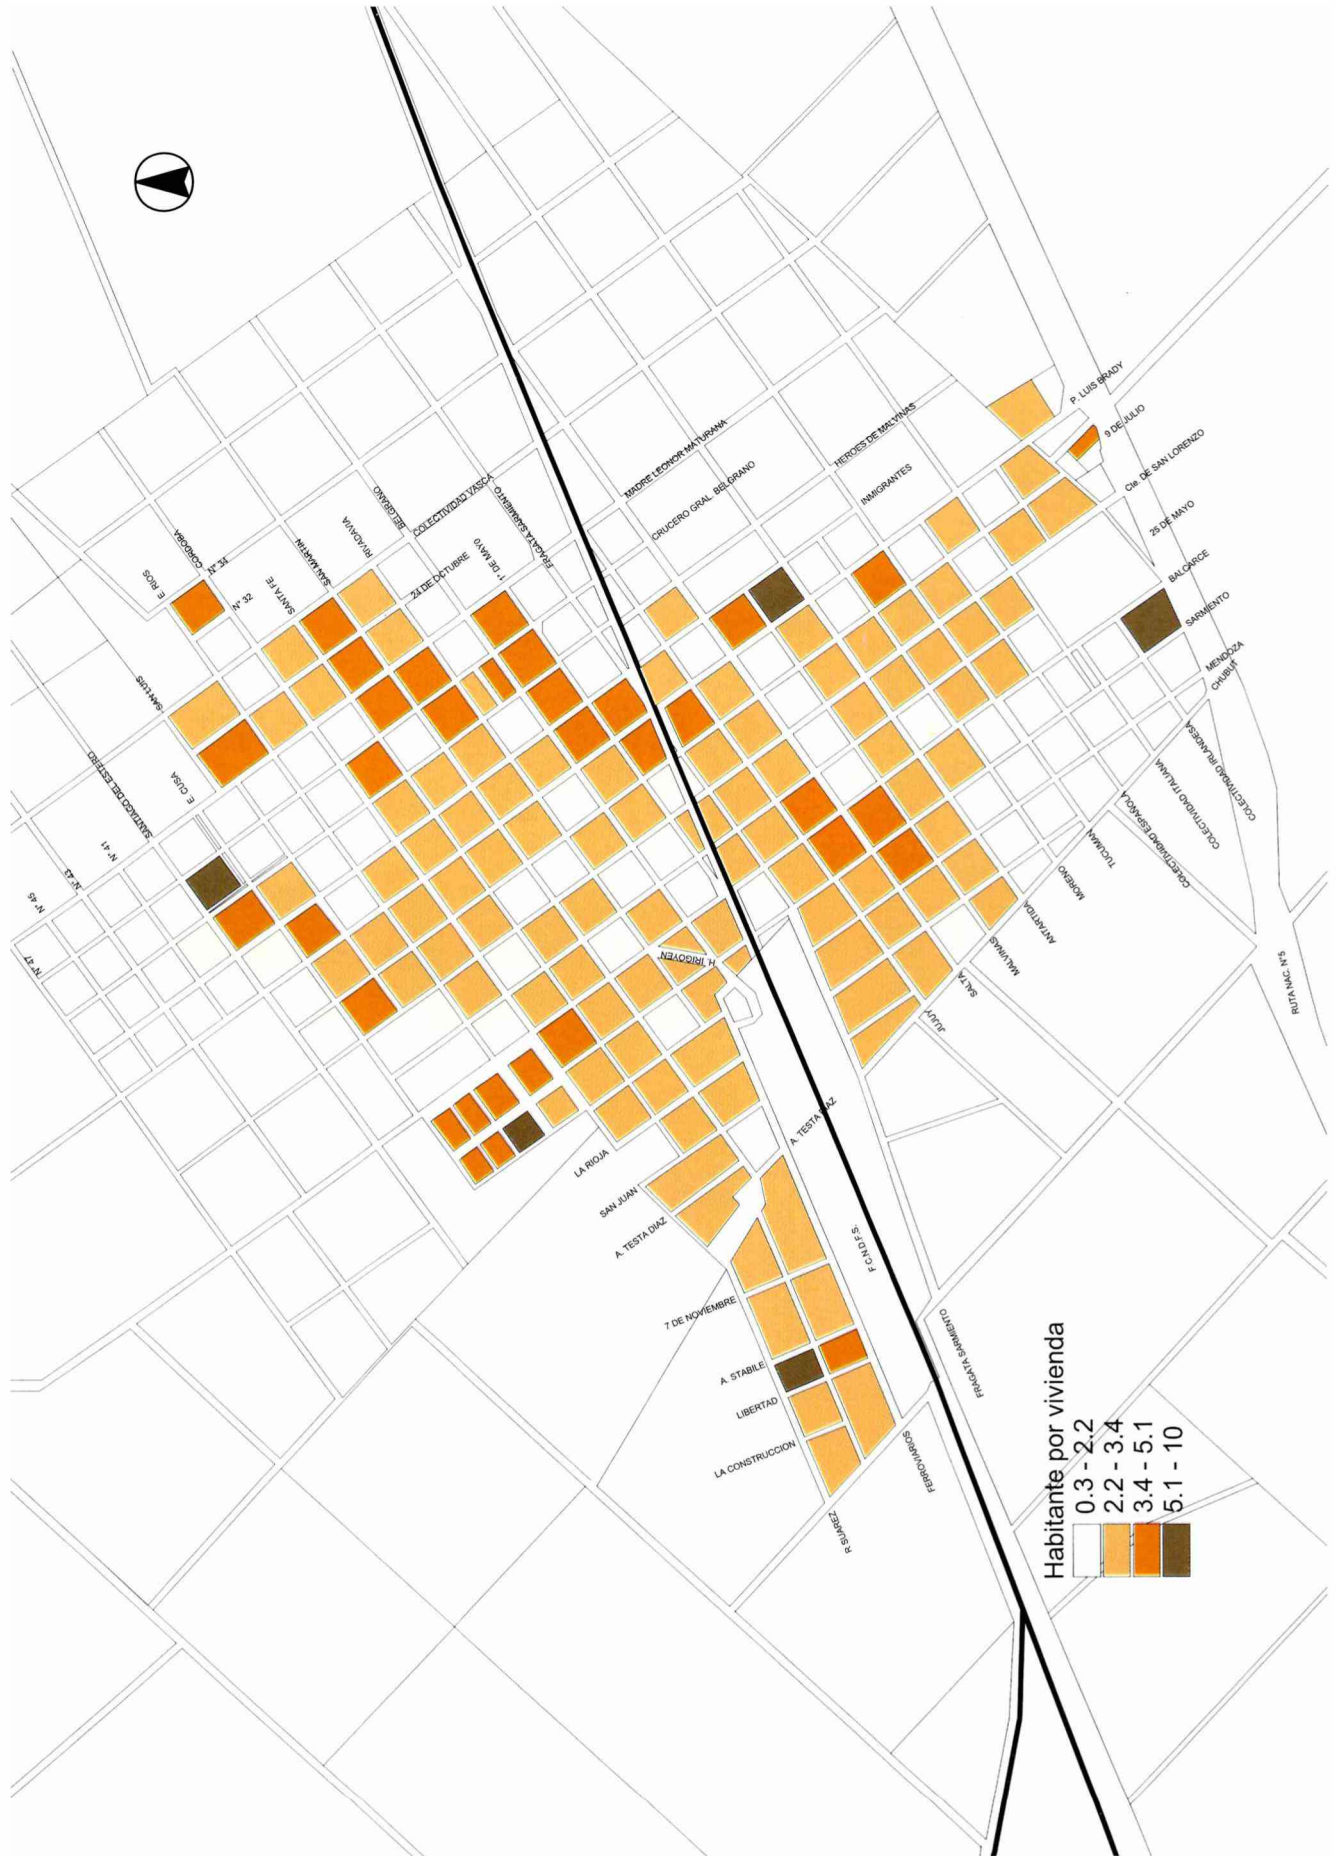 E. RIOS
CORDOBA
N° 34
N° 32
SANTA FE
SAN MARTIN
RIVADAVIA
BELGRANO
COLECTIVIDAD VASCA
24 DE OCTUBRE
1° DE MAYO
FRAGATA SARMIENTO
FRAGATA SARMIENTO
SAN LUIS
SANTIAGO DEL ESTERO
E. CUSA
N° 41
N° 43
N° 45
N° 47
MADRE LEONOR MATURANA
CRUCERO GRAL. BELGRANO
HEROES DE MALVINAS
INMIGRANTES
P. LUIS BRADY
9 DE JULIO
Cle. DE SAN LORENZO
25 DE MAYO
BALCARCE
SARMIENTO
MENDOZA
CHUBUT
COLECTIVIDAD IRLANDESA
COLECTIVIDAD ITALIANA
COLECTIVIDAD ESPAÑOLA
COLECTIVIDAD
TUCUMAN
MORENO
ANTARTIDA
MALVINAS
SALTA
JUJUY
RUTA NAC. N°5
H. IRIGOYEN
A. TESTA DIAZ
LA RIOJA
SAN JUAN
A. TESTA DIAZ
7 DE NOVIEMBRE
A. STABILE
LIBERTAD
LA CONSTRUCCION
R.SUAREZ
FERROVIARIOS
F.C.N.D.F.S.
FRAGATA SARMIENTO
Habitante por vivienda
0.3 - 2.2
2.2 - 3.4
3.4 - 5.1
5.1 - 10